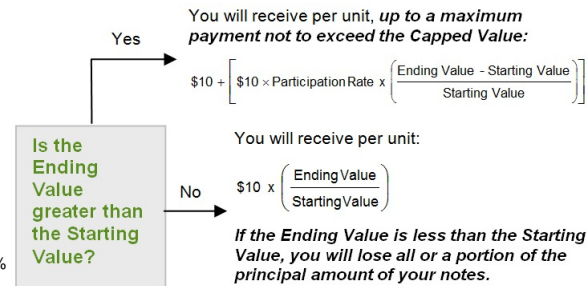 You will receive per unit, up to a maximum
payment not to exceed the Capped Value:
Yes
$10 + [ $10 × Participation Rate x ( Ending Value - Starting Value / Starting Value ) ]
Is the
Ending
Value
greater than
the Starting
Value?
%
No
You will receive per unit:
$10 x ( Ending Value / Starting Value )
If the Ending Value is less than the Starting
Value, you will lose all or a portion of the
principal amount of your notes.